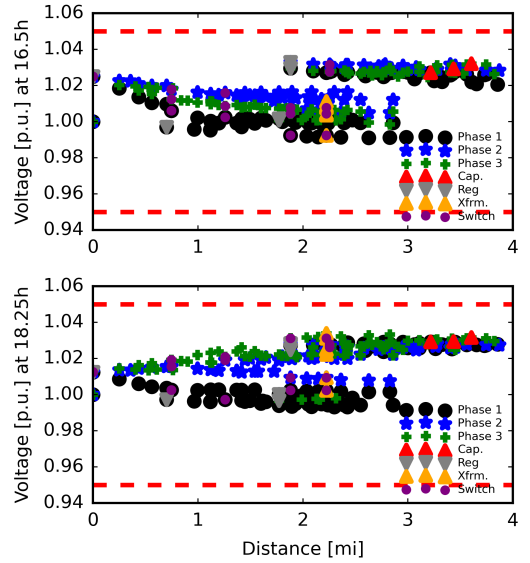 Voltage [p.u.] at 16.5h
1.06
1.04
1.02
1.00
0.98
0.96
0.94
Phase 1
Phase 2
Phase 3
Cap.
Reg
Xfrm.
Switch
0 1 2 3 4
Voltage [p.u.] at 18.25h
1.06
1.04
1.02
1.00
0.98
0.96
0.94
Phase 1
Phase 2
Phase 3
Cap.
Reg
Xfrm.
Switch
0 1 2 3 4
Distance [mi]